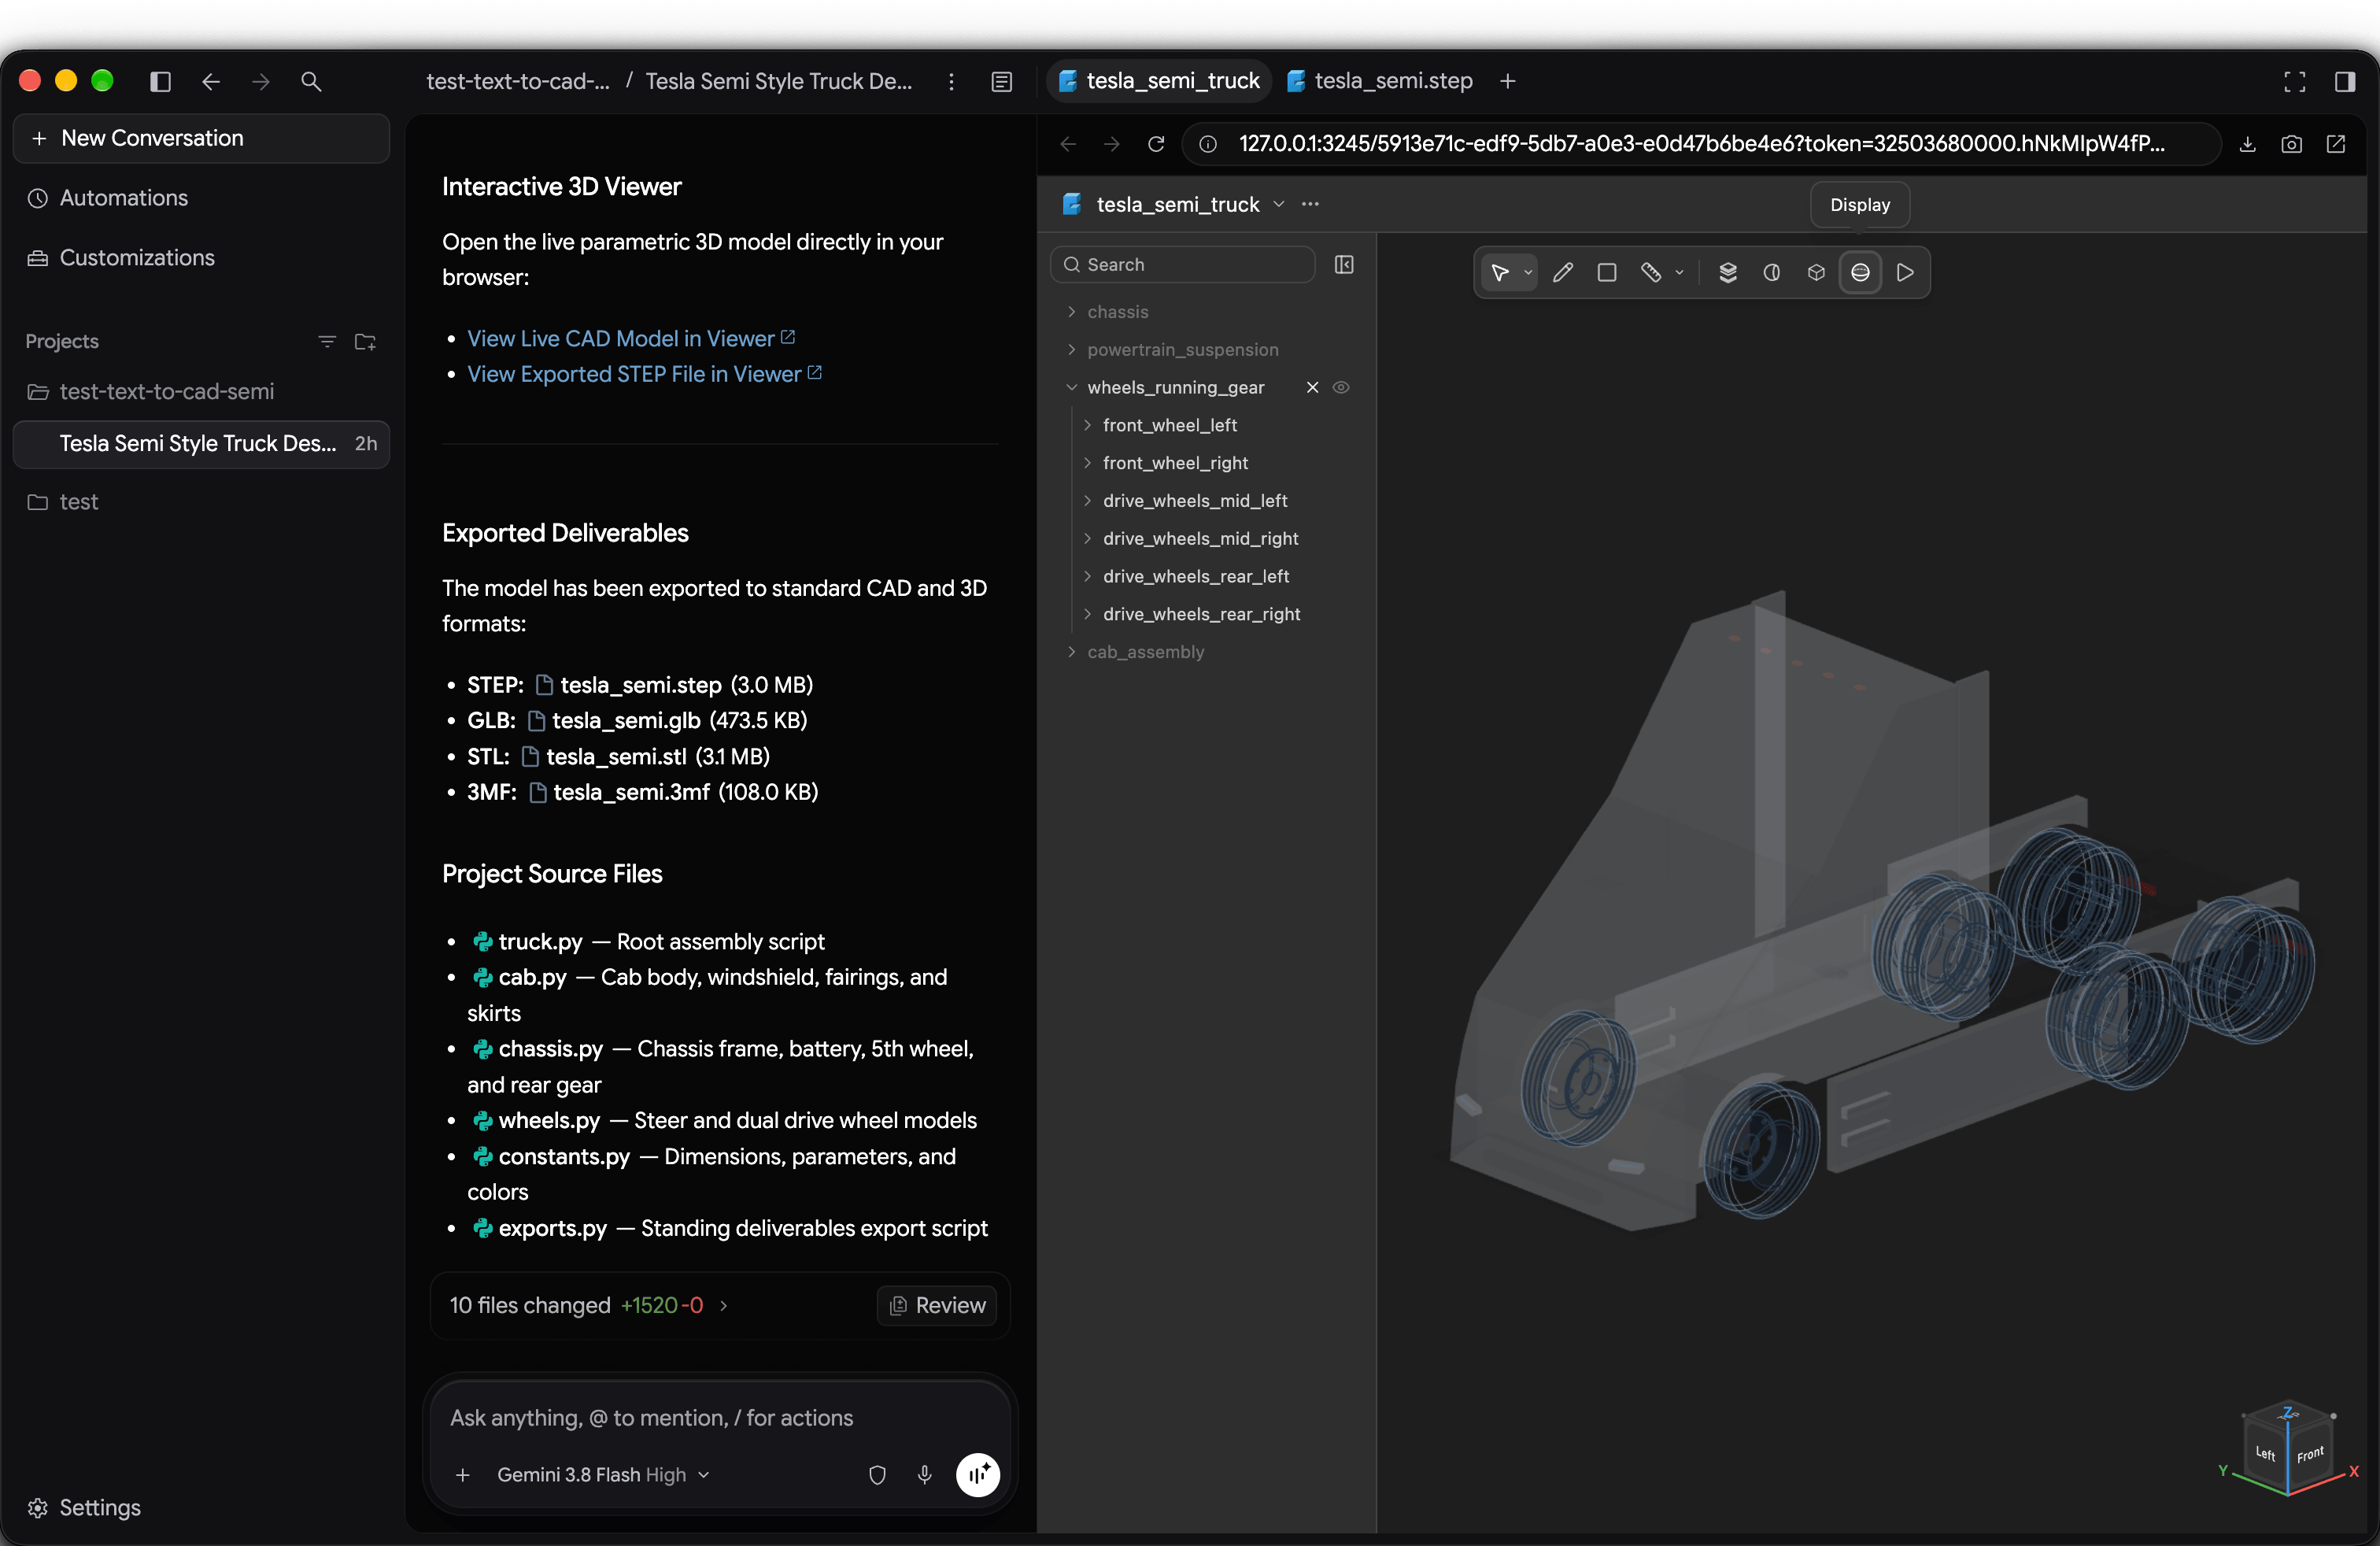 test-text-to-cad-... / Tesla Semi Style Truck De...
tesla_semi_truck
tesla_semi.step
New Conversation
Automations
Customizations
Projects
test-text-to-cad-semi
Tesla Semi Style Truck Des... 2h
test
Settings
Interactive 3D Viewer
Open the live parametric 3D model directly in your
browser:
• View Live CAD Model in Viewer
• View Exported STEP File in Viewer
Exported Deliverables
The model has been exported to standard CAD and 3D
formats:
• STEP: tesla_semi.step (3.0 MB)
• GLB: tesla_semi.glb (473.5 KB)
• STL: tesla_semi.stl (3.1 MB)
• 3MF: tesla_semi.3mf (108.0 KB)
Project Source Files
• truck.py — Root assembly script
• cab.py — Cab body, windshield, fairings, and
skirts
• chassis.py — Chassis frame, battery, 5th wheel,
and rear gear
• wheels.py — Steer and dual drive wheel models
• constants.py — Dimensions, parameters, and
colors
• exports.py — Standing deliverables export script
10 files changed +1520 -0
Review
Ask anything, @ to mention, / for actions
Gemini 3.8 Flash High
127.0.0.1:3245/5913e71c-edf9-5db7-a0e3-e0d47b6be4e6?token=32503680000.hNkMIpW4fP...
tesla_semi_truck
Display
Search
chassis
powertrain_suspension
wheels_running_gear
front_wheel_left
front_wheel_right
drive_wheels_mid_left
drive_wheels_mid_right
drive_wheels_rear_left
drive_wheels_rear_right
cab_assembly
Z
Left
Front
Y
X